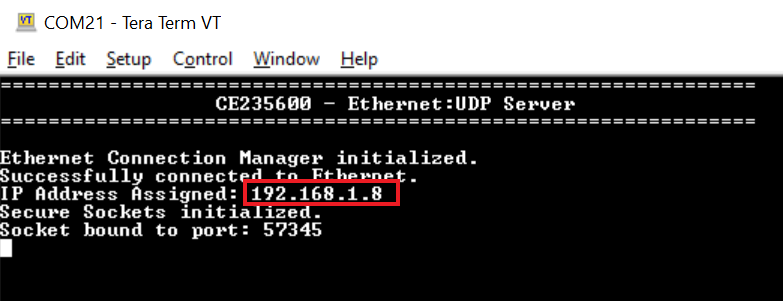 VT
COM21 - Tera Term VT
File Edit Setup Control Window Help
===============================================================
CE235600 - Ethernet:UDP Server
===============================================================
Ethernet Connection Manager initialized.
Successfully connected to Ethernet.
IP Address Assigned: 192.168.1.8
Secure Sockets initialized.
Socket bound to port: 57345